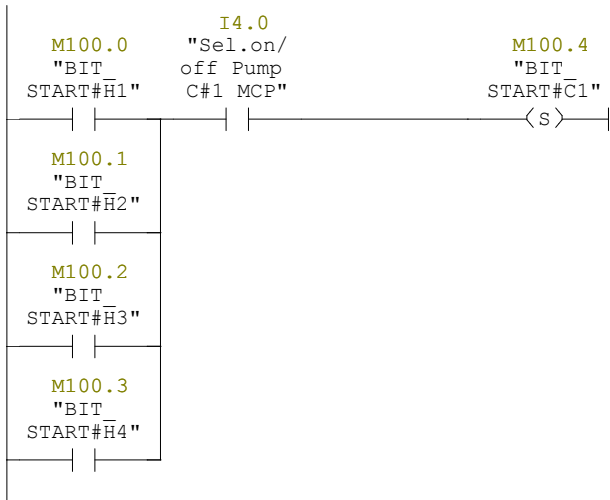 I4.0
M100.0 "Sel.on/ M100.4
"BIT_ off Pump "BIT_
START#H1" C#1 MCP" START#C1"
S
M100.1
"BIT_
START#H2"
M100.2
"BIT_
START#H3"
M100.3
"BIT_
START#H4"